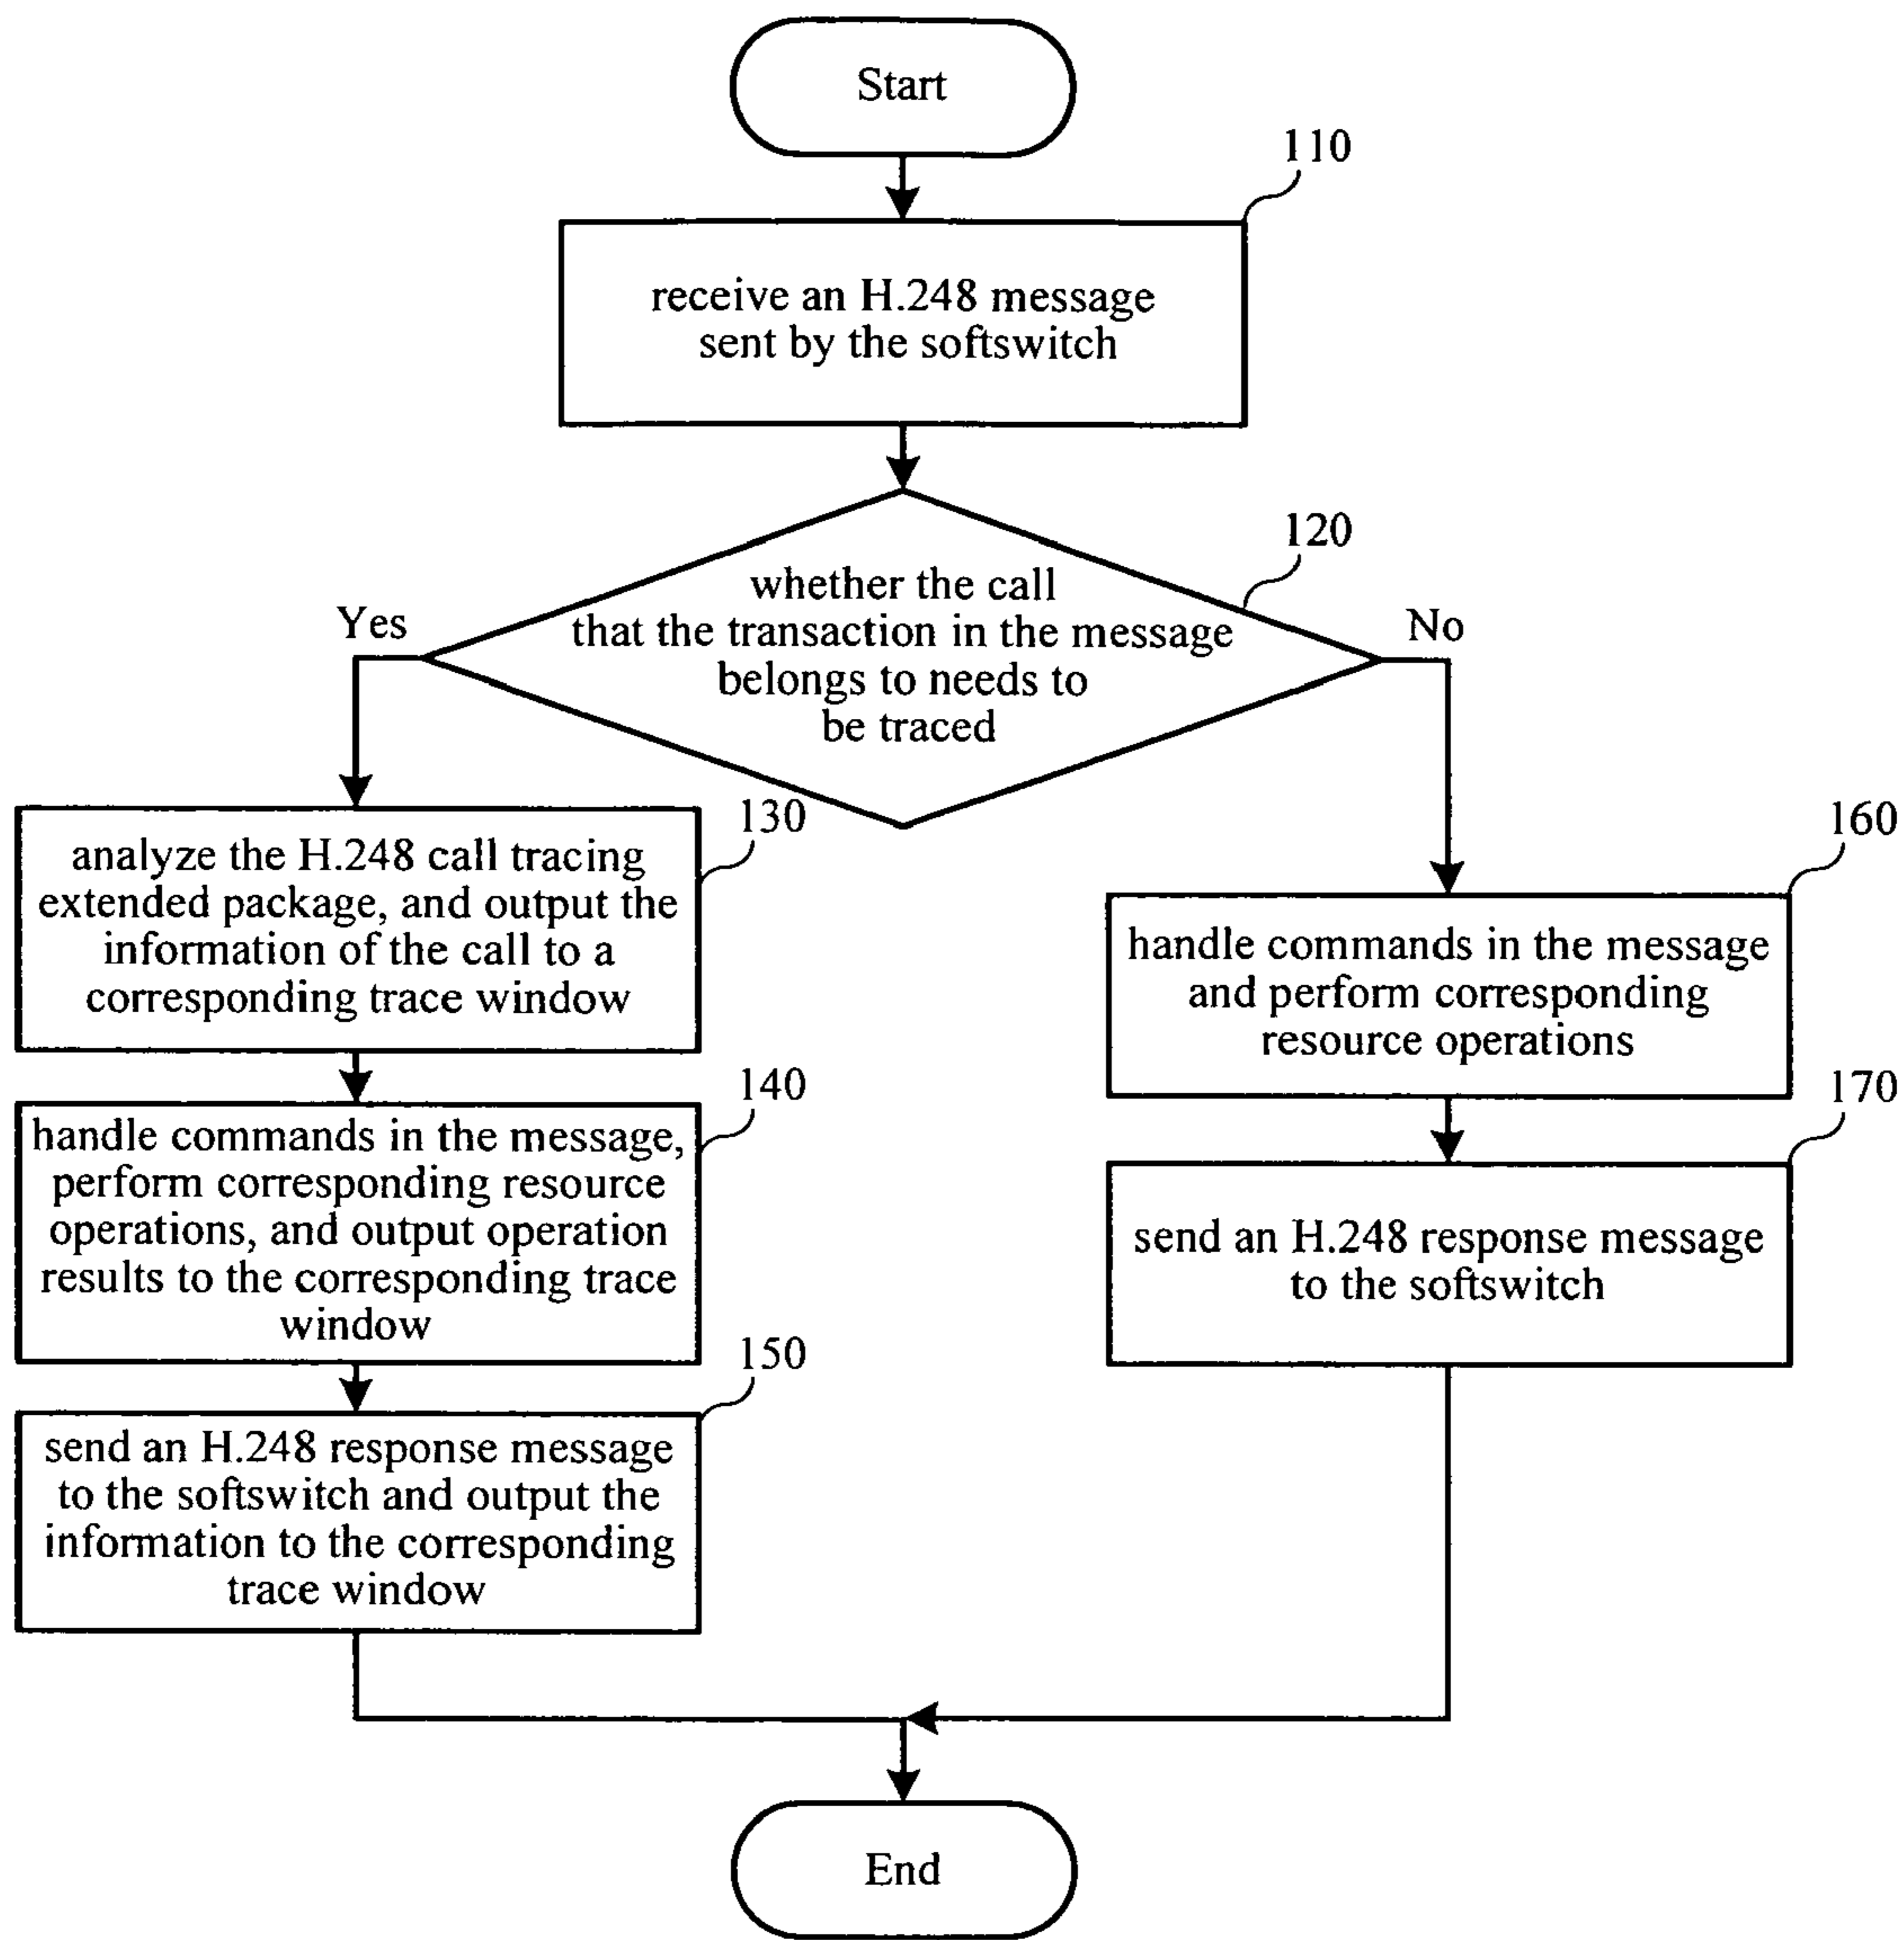 Start
110
receive an H.248 message
sent by the softswitch
120
whether the call
that the transaction in the message
belongs to needs to
be traced
Yes
No
130
analyze the H.248 call tracing
extended package, and output the
information of the call to a
corresponding trace window
140
handle commands in the message,
perform corresponding resource
operations, and output operation
results to the corresponding trace
window
150
send an H.248 response message
to the softswitch and output the
information to the corresponding
trace window
160
handle commands in the message
and perform corresponding
resource operations
170
send an H.248 response message
to the softswitch
End